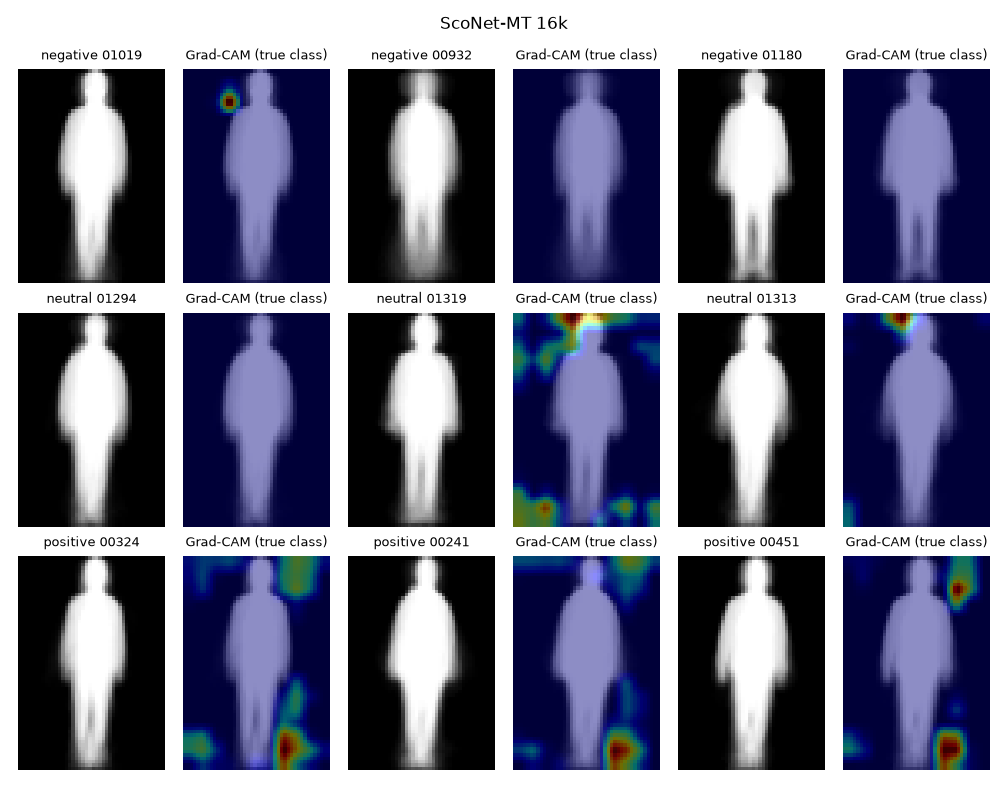 ScoNet-MT 16k
negative 01019 Grad-CAM (true class) negative 00932 Grad-CAM (true class) negative 01180 Grad-CAM (true class)
neutral 01294 Grad-CAM (true class) neutral 01319 Grad-CAM (true class) neutral 01313 Grad-CAM (true class)
positive 00324 Grad-CAM (true class) positive 00241 Grad-CAM (true class) positive 00451 Grad-CAM (true class)